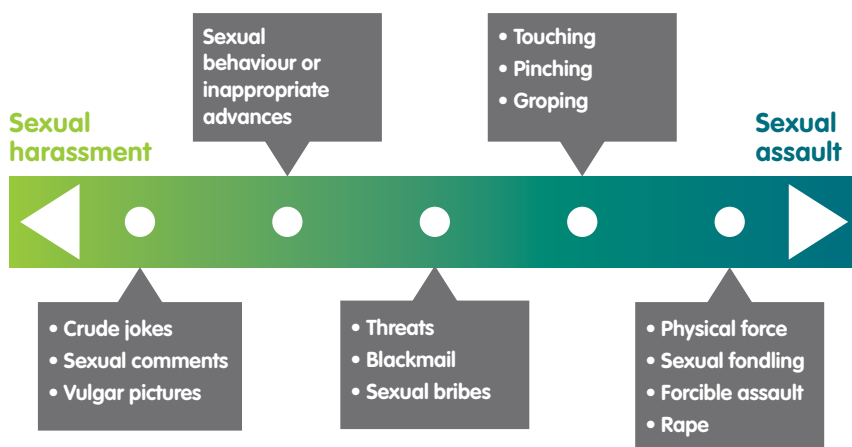 Sexual
harassment
Sexual
behaviour or
inappropriate
advances
• Touching
• Pinching
• Groping
Sexual
assault
• Crude jokes
• Sexual comments
• Vulgar pictures
• Threats
• Blackmail
• Sexual bribes
• Physical force
• Sexual fondling
• Forcible assault
• Rape